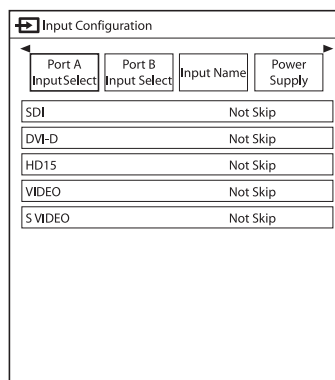 Input Configuration
Port A
Input Select
Port B
Input Select
Input Name
Power
Supply
SDI Not Skip
DVI-D Not Skip
HD15 Not Skip
VIDEO Not Skip
S VIDEO Not Skip